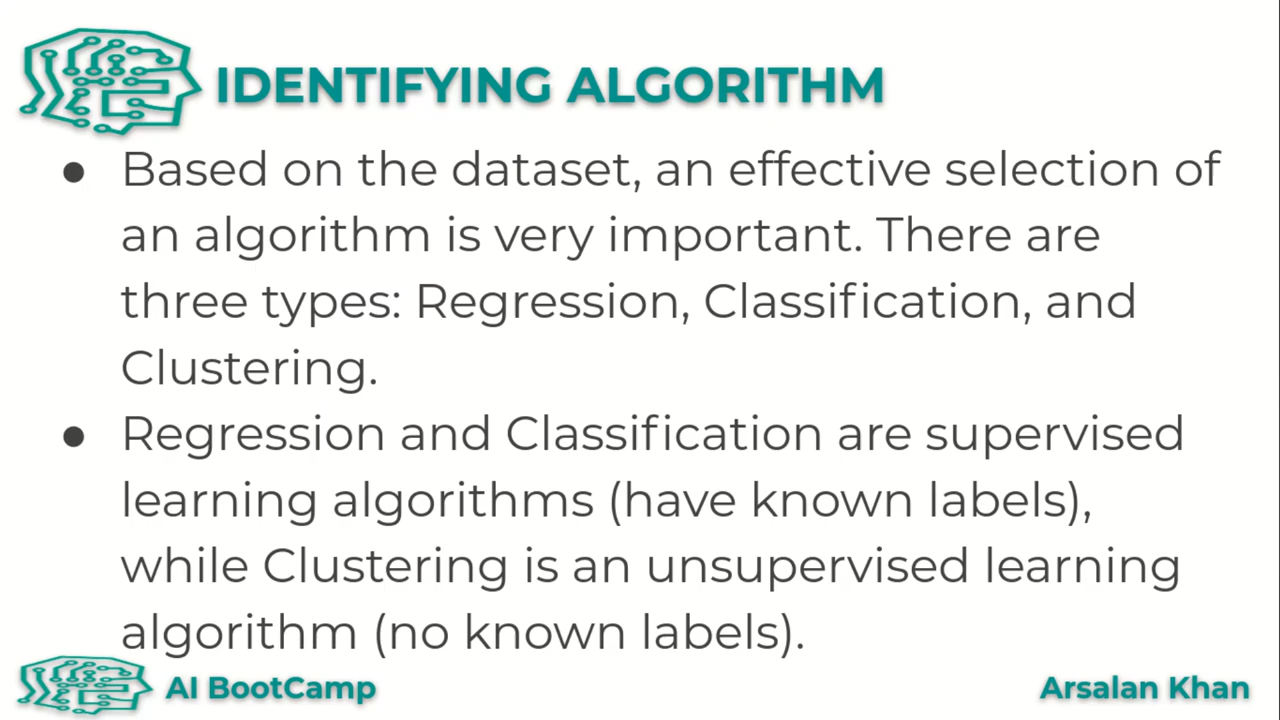 IDENTIFYING ALGORITHM
● Based on the dataset, an effective selection of
an algorithm is very important. There are
three types: Regression, Classification, and
Clustering.
● Regression and Classification are supervised
learning algorithms (have known labels),
while Clustering is an unsupervised learning
algorithm (no known labels).
AI BootCamp
Arsalan Khan